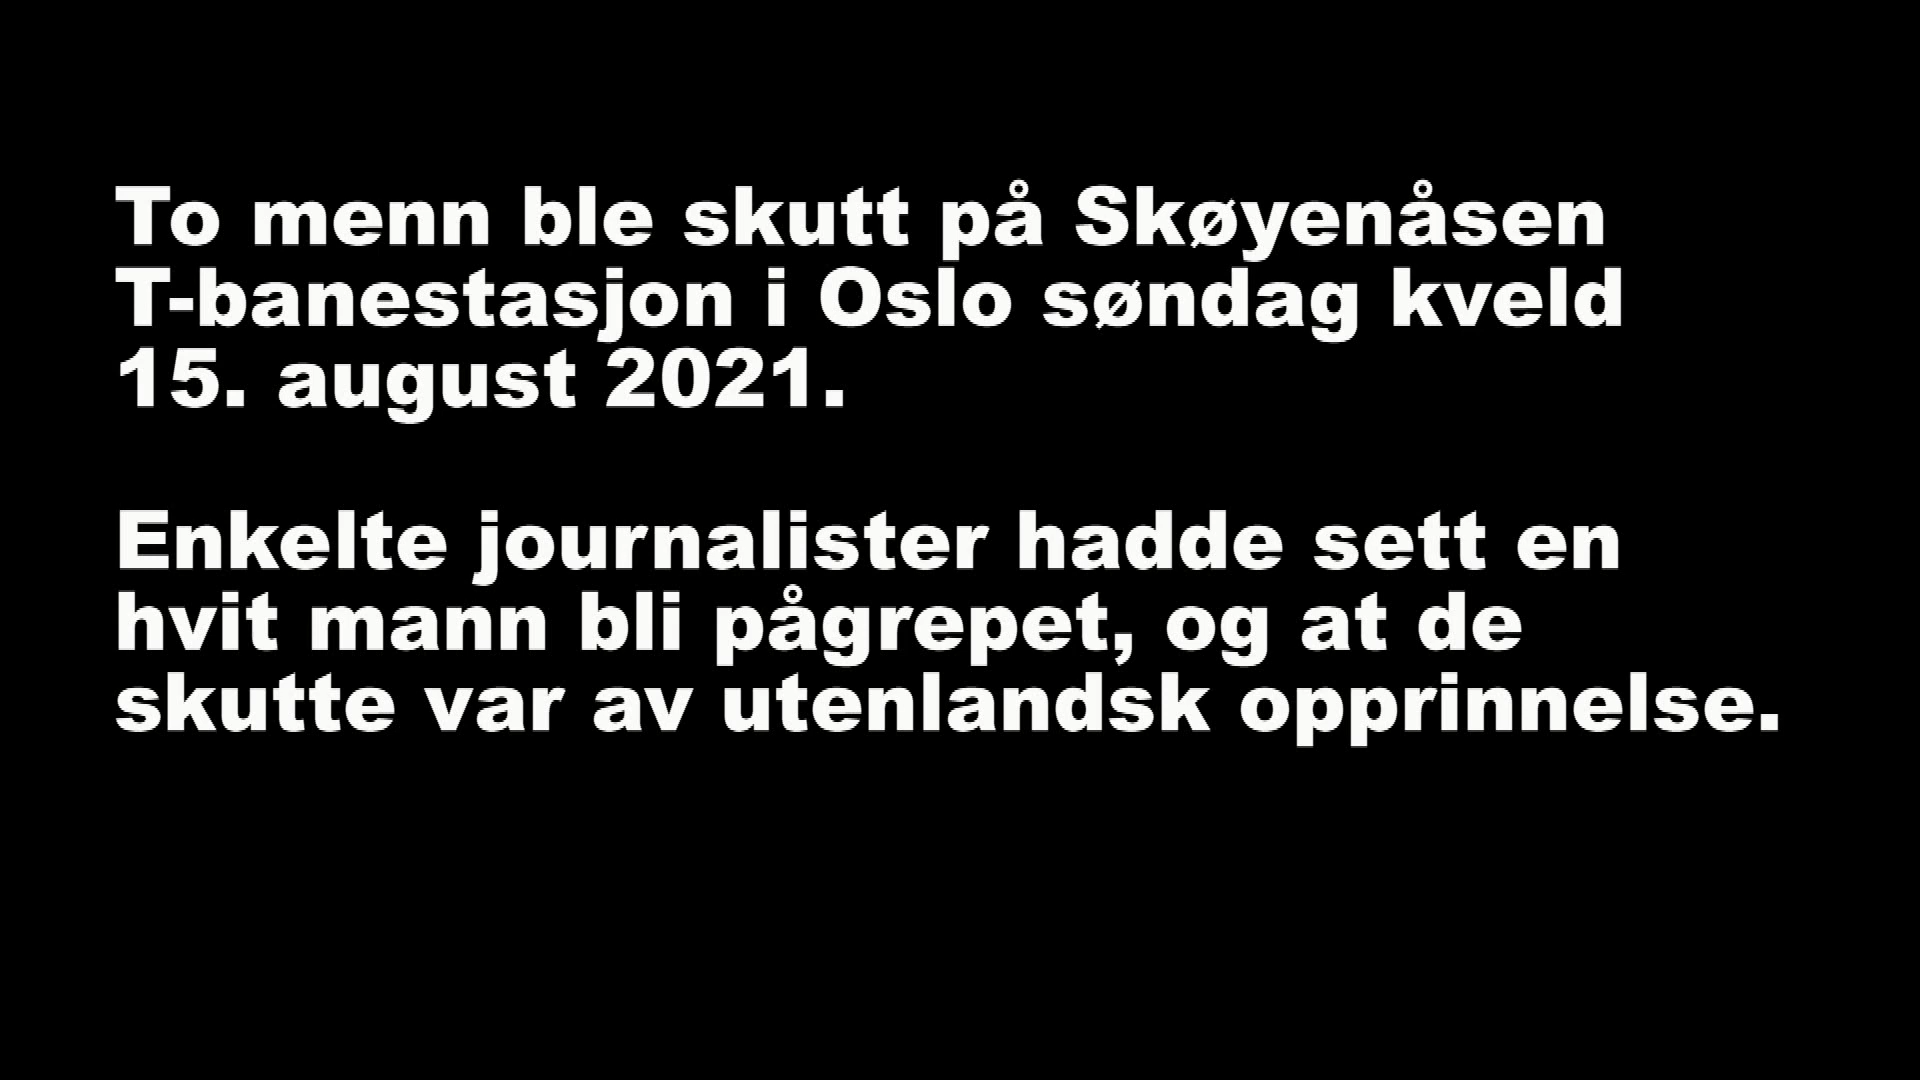 To menn ble skutt på Skøyenåsen
T-banestasjon i Oslo søndag kveld
15. august 2021.
Enkelte journalister hadde sett en
hvit mann bli pågrepet, og at de
skutte var av utenlandsk opprinnelse.